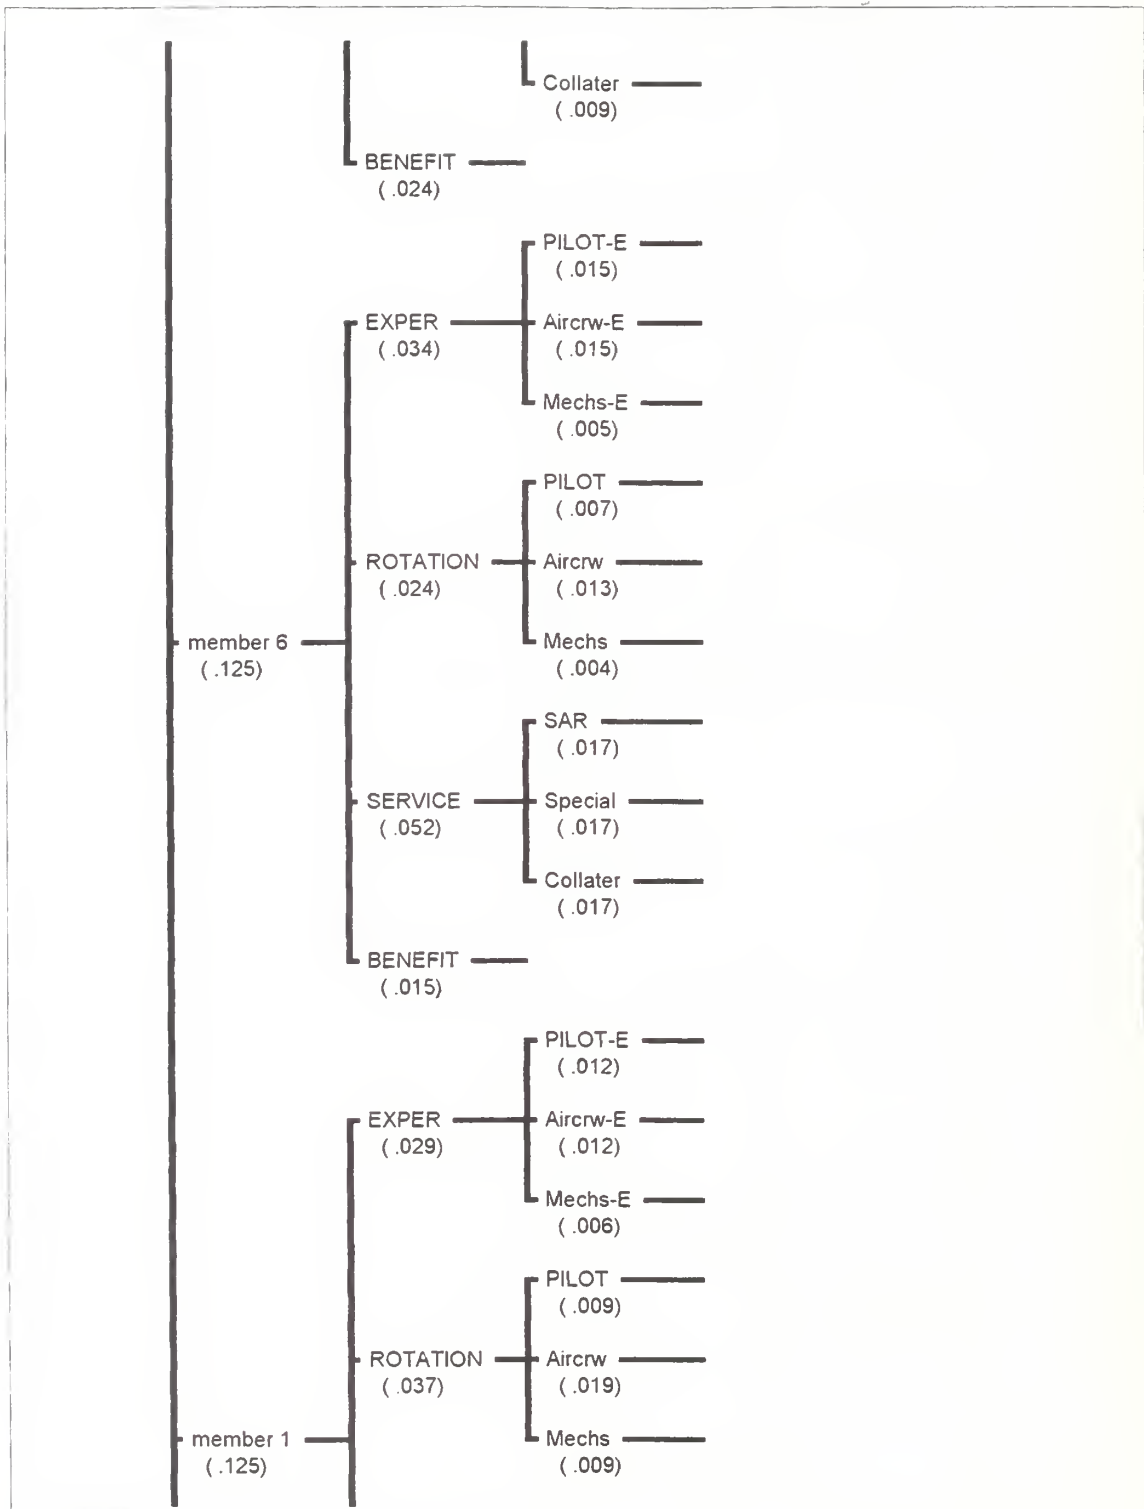 Collater
( .009)
BENEFIT
( .024)
PILOT-E
( .015)
EXPER
( .034)
Aircrw-E
( .015)
Mechs-E
( .005)
PILOT
( .007)
ROTATION
( .024)
Aircrw
( .013)
member 6
( .125)
Mechs
( .004)
SAR
( .017)
SERVICE
( .052)
Special
( .017)
Collater
( .017)
BENEFIT
( .015)
PILOT-E
( .012)
EXPER
( .029)
Aircrw-E
( .012)
Mechs-E
( .006)
PILOT
( .009)
ROTATION
( .037)
Aircrw
( .019)
member 1
( .125)
Mechs
( .009)